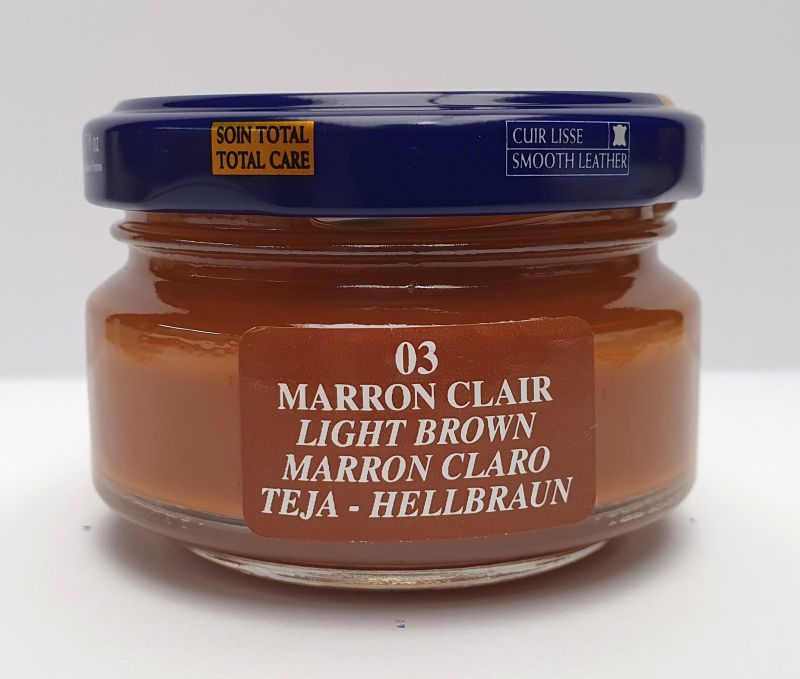 SOIN TOTAL
TOTAL CARE
CUIR LISSE
SMOOTH LEATHER
03
MARRON CLAIR
LIGHT BROWN
MARRON CLARO
TEJA - HELLBRAUN